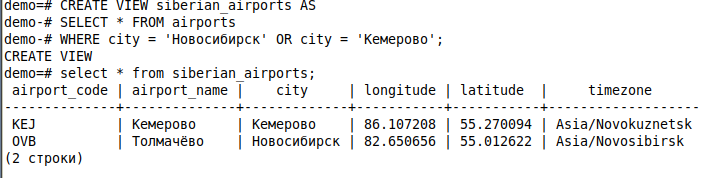 demo=# CREATE VIEW siberian_airports AS
demo-# SELECT * FROM airports
demo-# WHERE city = 'Новосибирск' OR city = 'Кемерово';
CREATE VIEW
demo=# select * from siberian_airports;
 airport_code | airport_name |    city     | longitude | latitude  |     timezone
--------------+--------------+-------------+-----------+-----------+------------------
 KEJ          | Кемерово     | Кемерово    | 86.107208 | 55.270094 | Asia/Novokuznetsk
 OVB          | Толмачёво    | Новосибирск | 82.650656 | 55.012622 | Asia/Novosibirsk
(2 строки)